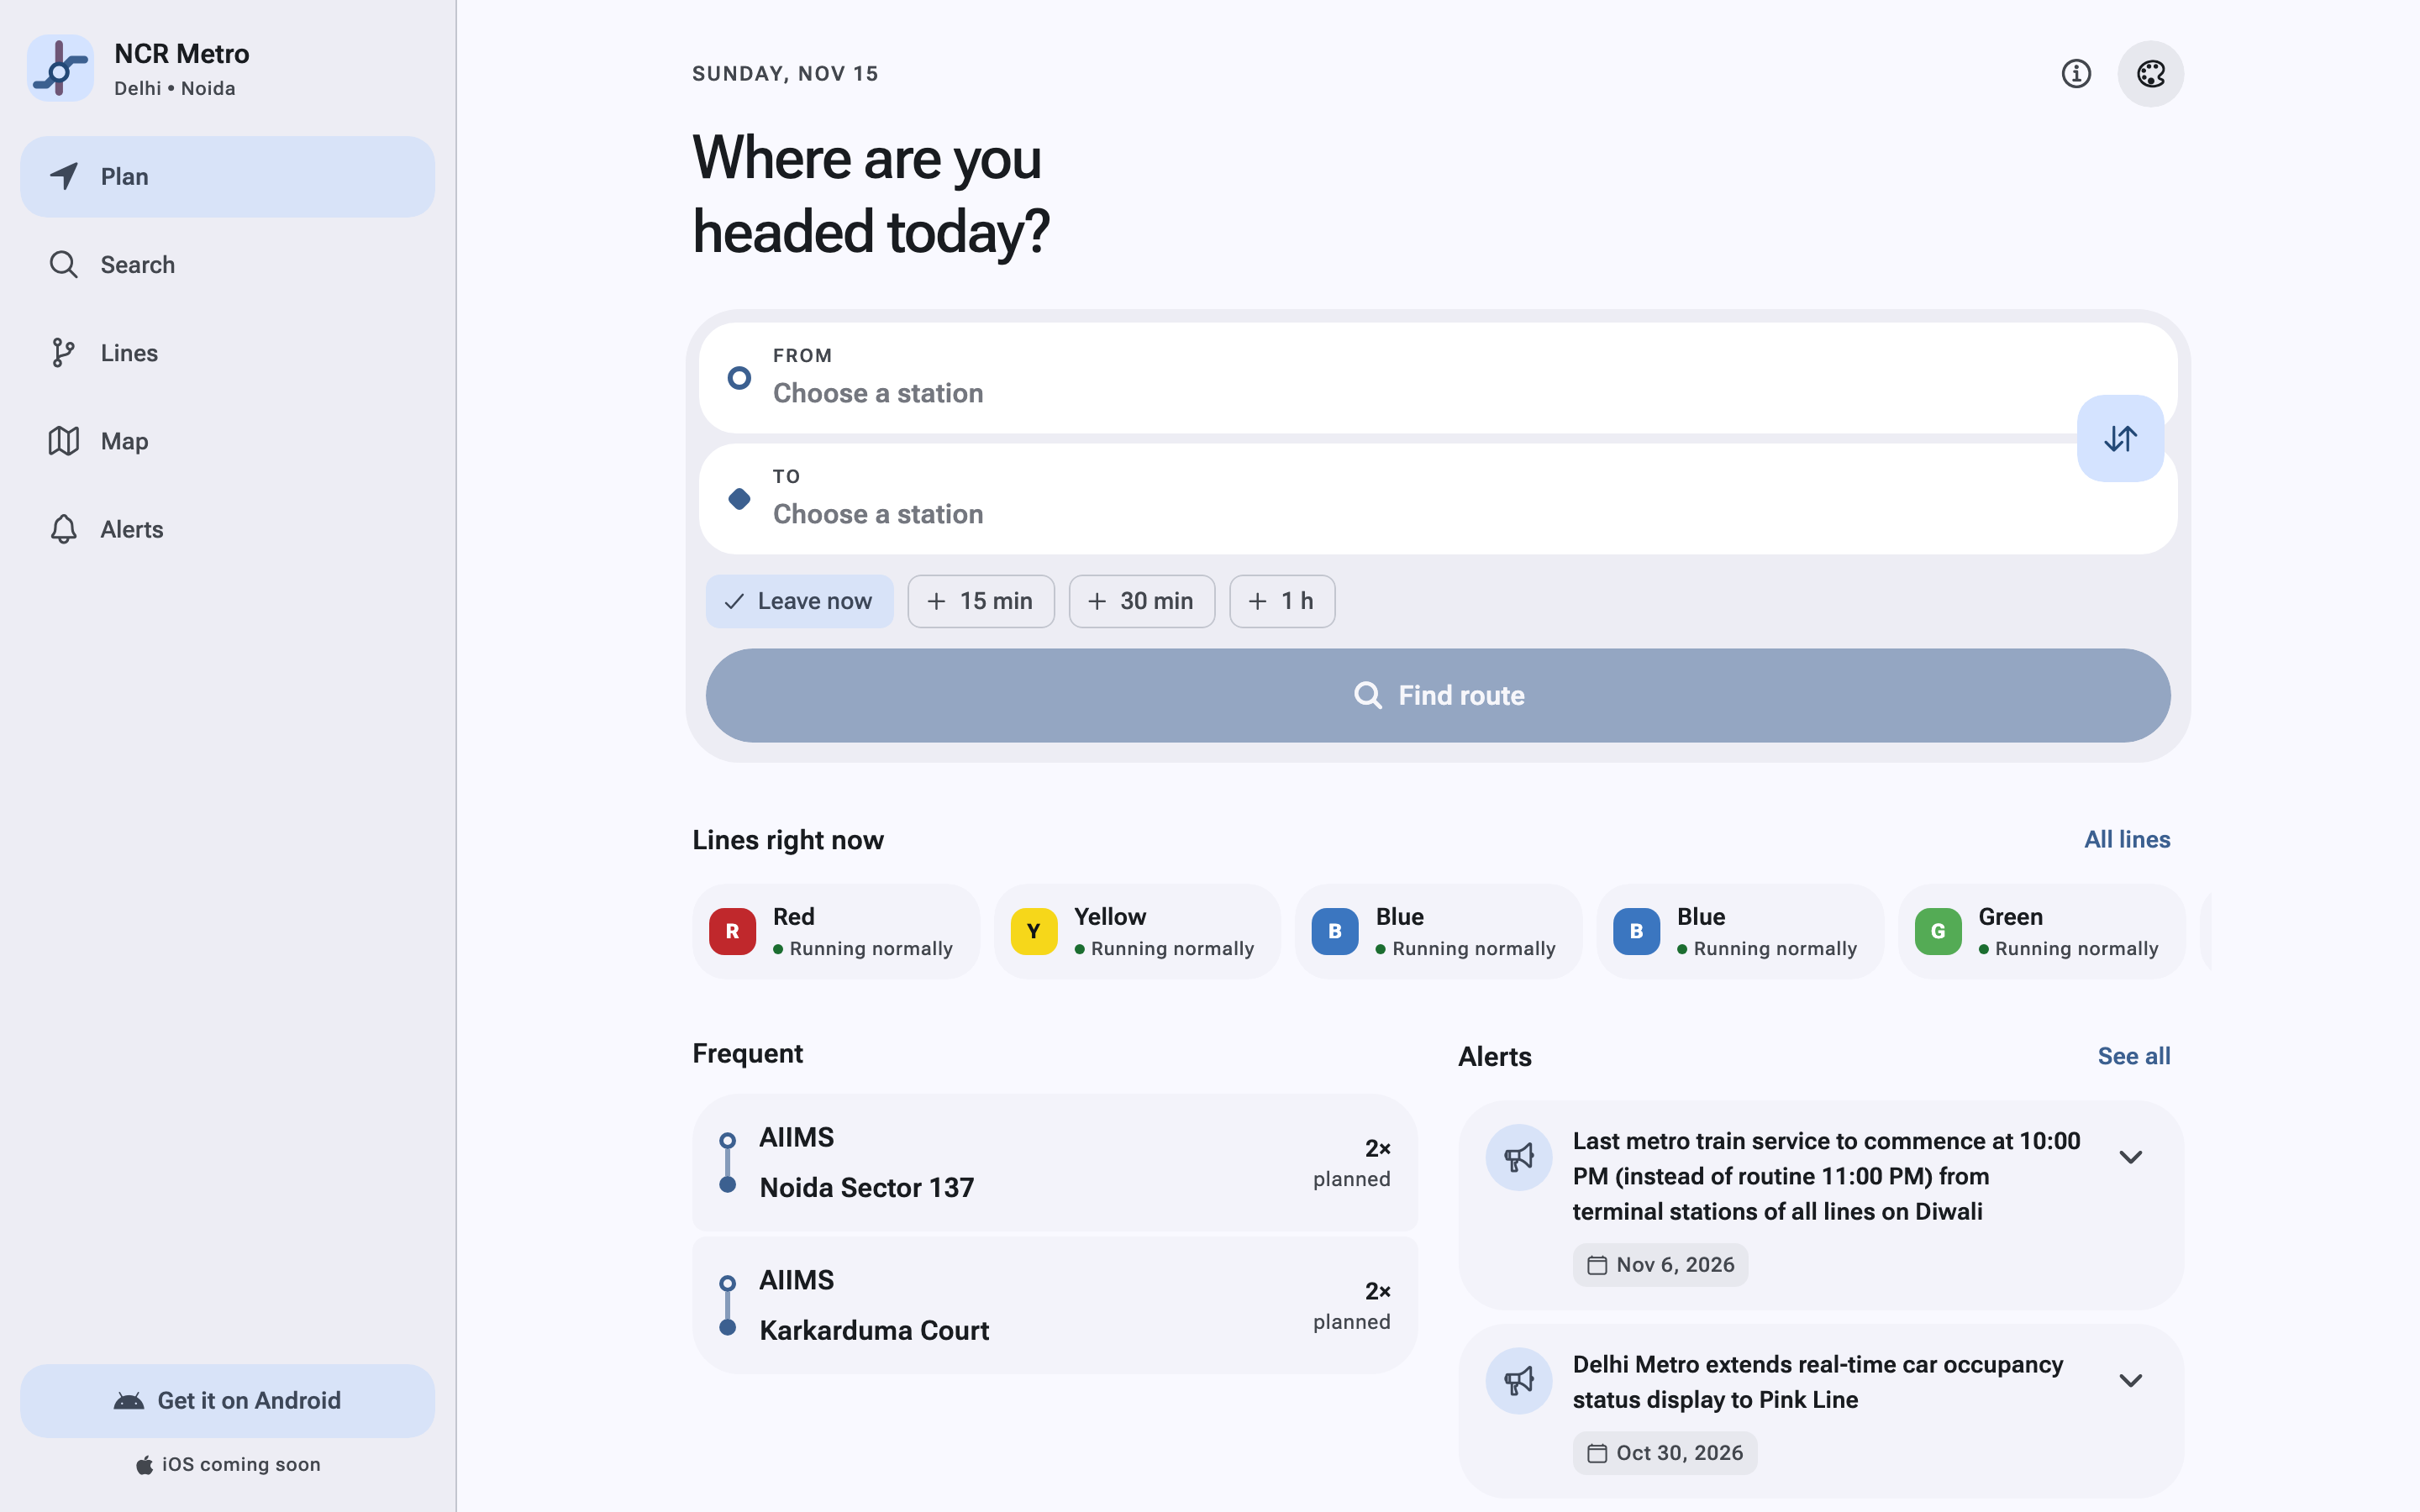 NCR Metro
Delhi • Noida
Plan
Search
Lines
Map
Alerts
Get it on Android
iOS coming soon
SUNDAY, NOV 15
Where are you
headed today?
FROM
Choose a station
TO
Choose a station
Leave now
+ 15 min
+ 30 min
+ 1 h
Find route
Lines right now
All lines
R
Red
Running normally
Y
Yellow
Running normally
B
Blue
Running normally
B
Blue
Running normally
G
Green
Running normally
Frequent
AIIMS
Noida Sector 137
2×
planned
AIIMS
Karkarduma Court
2×
planned
Alerts
See all
Last metro train service to commence at 10:00
PM (instead of routine 11:00 PM) from
terminal stations of all lines on Diwali
Nov 6, 2026
Delhi Metro extends real-time car occupancy
status display to Pink Line
Oct 30, 2026